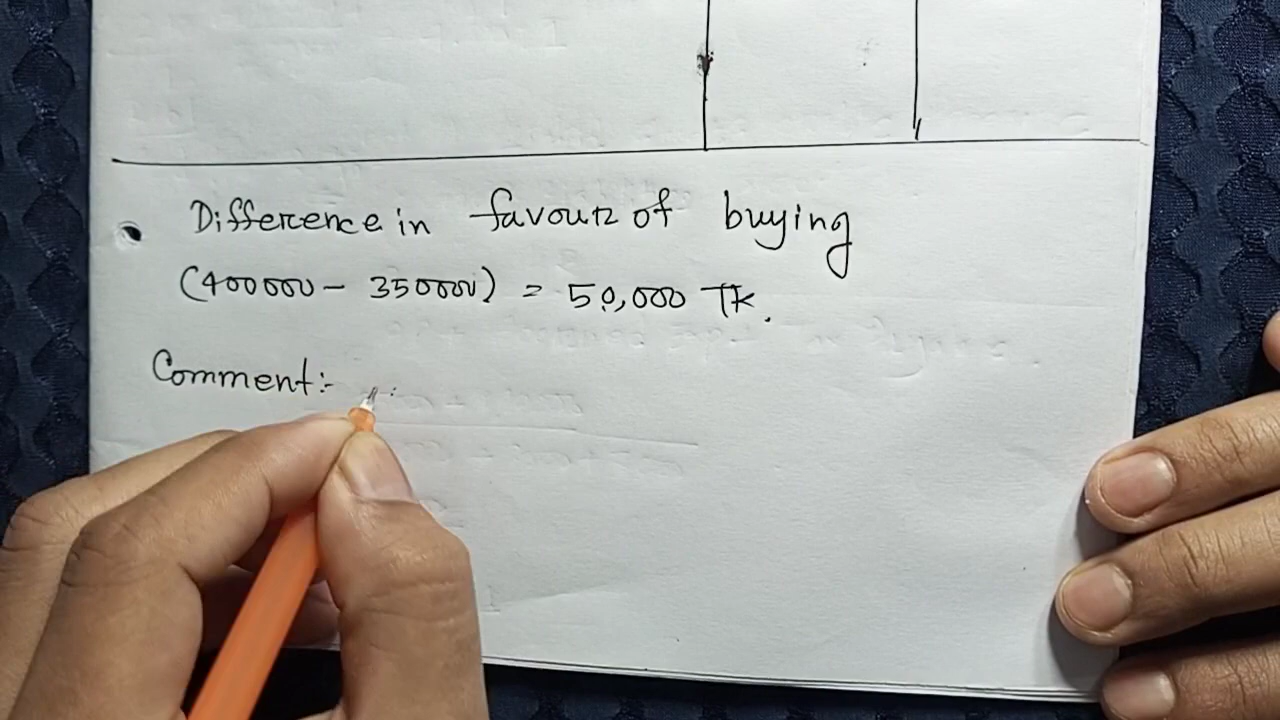 Difference in favour of buying
(400000 - 350000) = 50,000 TK.
Comment:-